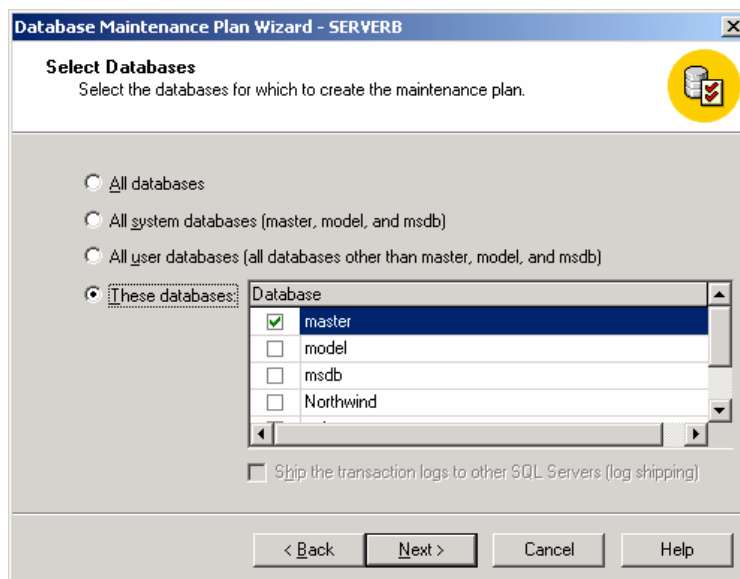 Database Maintenance Plan Wizard - SERVERB
Select Databases
Select the databases for which to create the maintenance plan.
All databases
All system databases (master, model, and msdb)
All user databases (all databases other than master, model, and msdb)
These databases:
Database
master
model
msdb
Northwind
Ship the transaction logs to other SQL Servers (log shipping)
< Back Next > Cancel Help